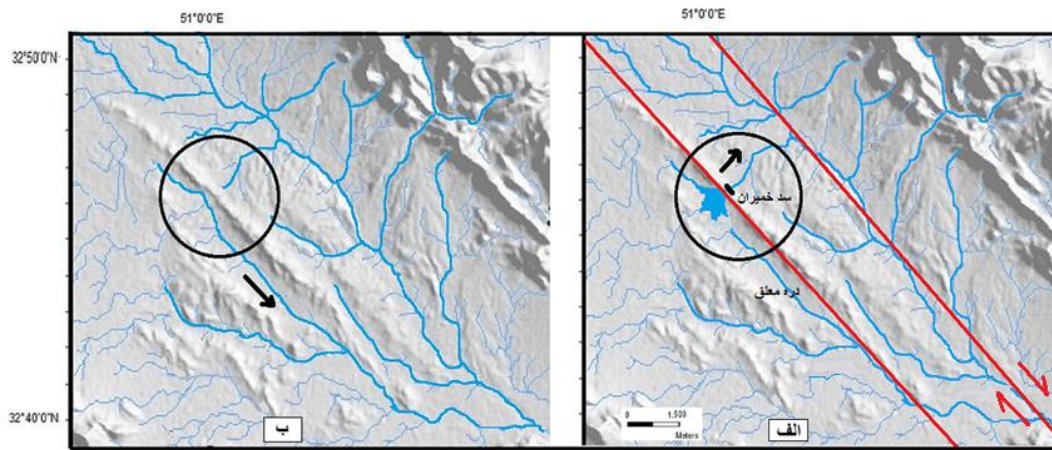 51°0'0"E
51°0'0"E
32°50'0"N
سد خمیران
دره معلق
32°40'0"N
ب
0 1,500
Meters
الف